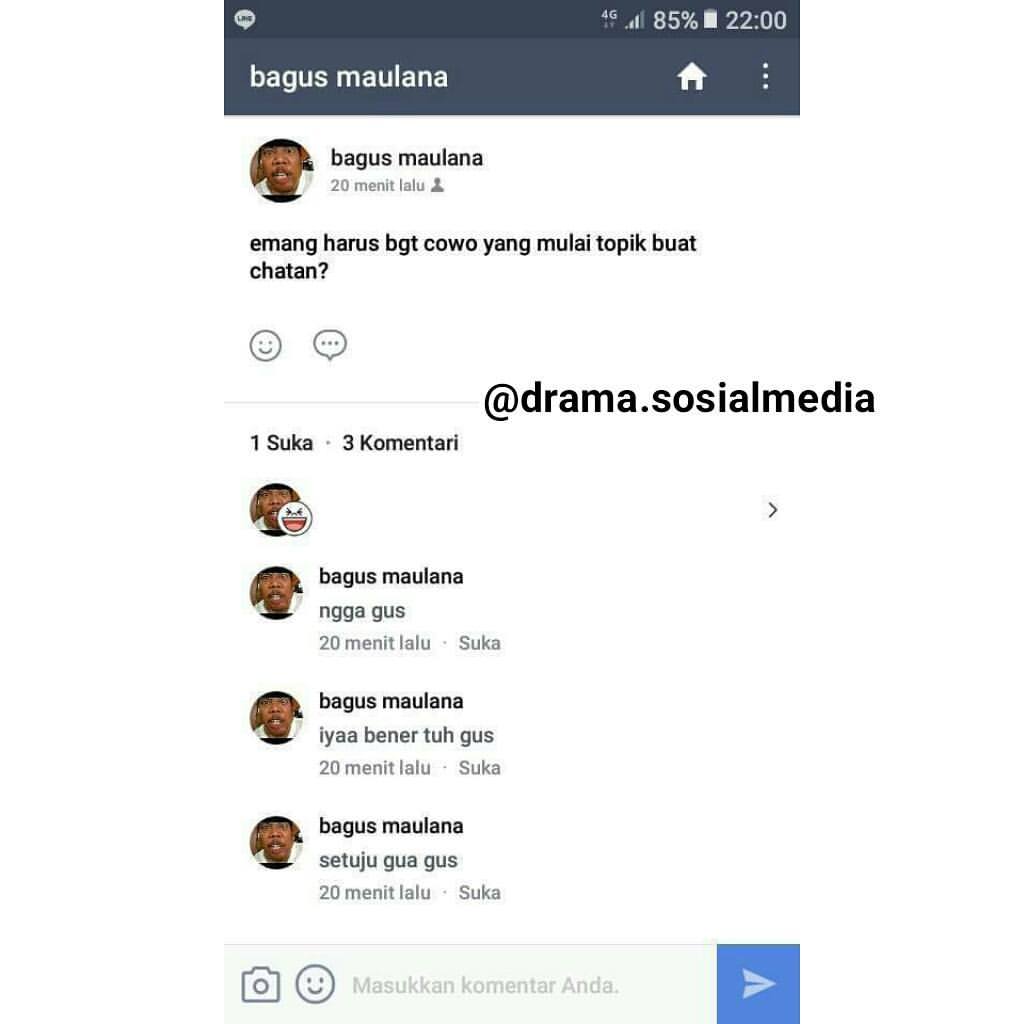 LINE
4G 85% 22:00
bagus maulana
bagus maulana
20 menit lalu
emang harus bgt cowo yang mulai topik buat
chatan?
@drama.sosialmedia
1 Suka · 3 Komentari
bagus maulana
ngga gus
20 menit lalu · Suka
bagus maulana
iyaa bener tuh gus
20 menit lalu · Suka
bagus maulana
setuju gua gus
20 menit lalu · Suka
Masukkan komentar Anda.